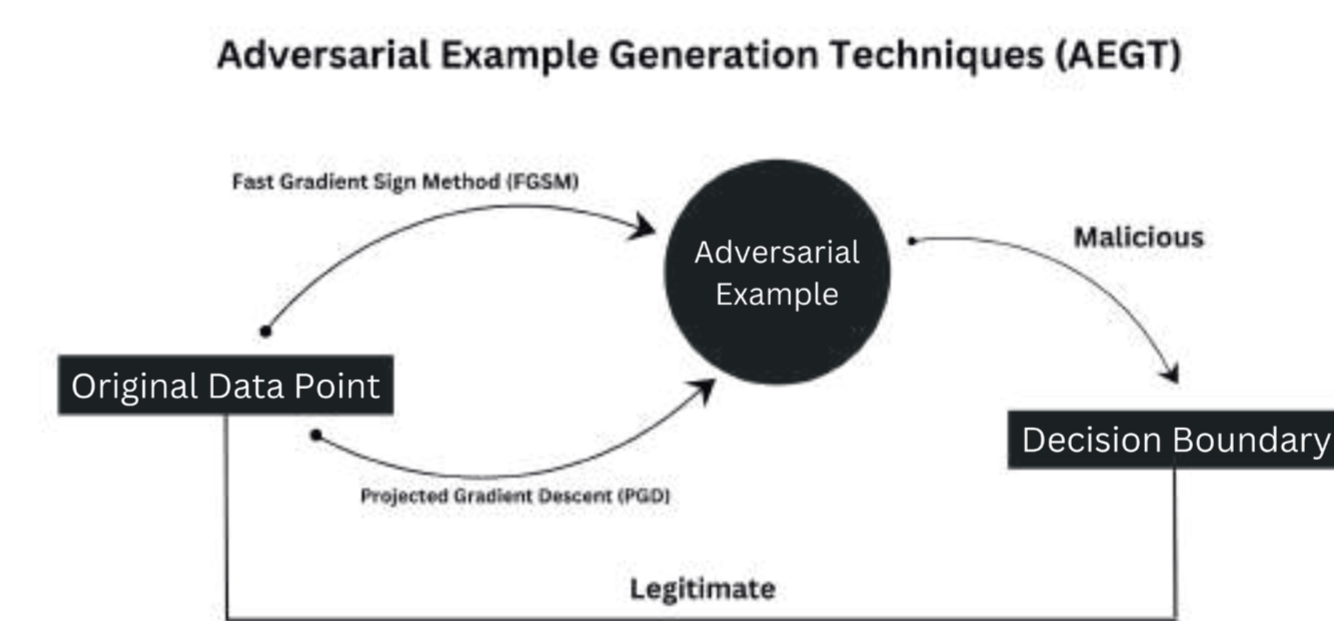 Adversarial Example Generation Techniques (AEGT)
Fast Gradient Sign Method (FGSM)
Adversarial
Example
Malicious
Original Data Point
Decision Boundary
Projected Gradient Descent (PGD)
Legitimate